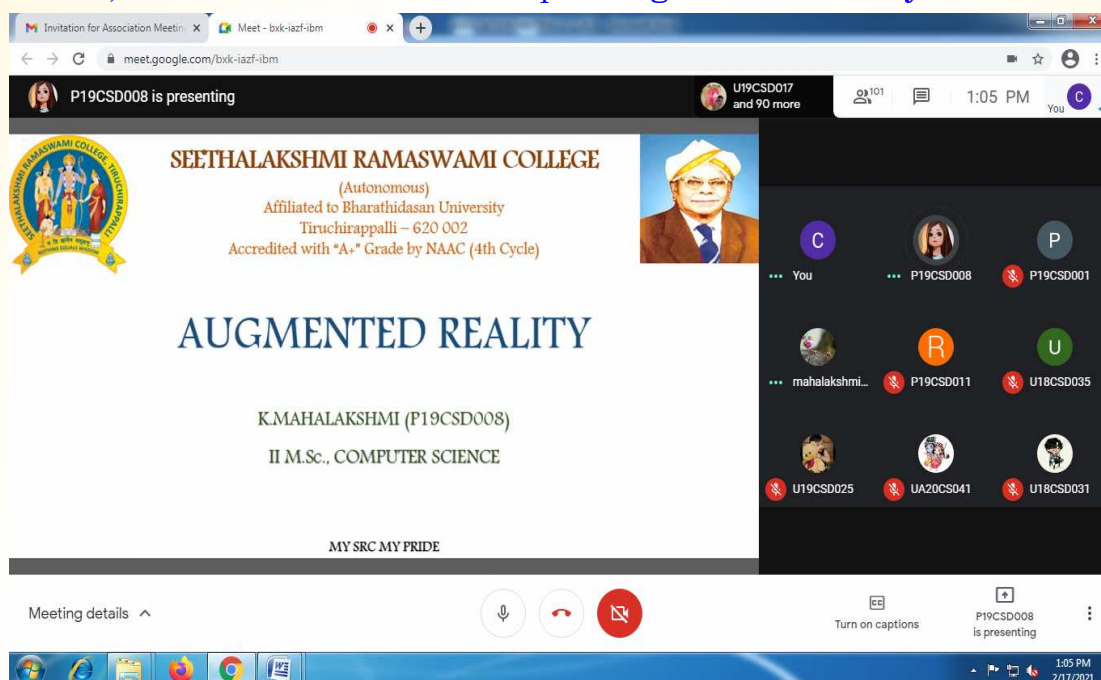 Invitation for Association Meetin
Meet - bxk-iazf-ibm
meet.google.com/bxk-iazf-ibm
P19CSD008 is presenting
U19CSD017
and 90 more
101
1:05 PM
You
C
SEETHALAKSHMI RAMASWAMI COLLEGE
(Autonomous)
Affiliated to Bharathidasan University
Tiruchirappalli – 620 002
Accredited with "A+" Grade by NAAC (4th Cycle)
AUGMENTED REALITY
K.MAHALAKSHMI (P19CSD008)
II M.Sc., COMPUTER SCIENCE
MY SRC MY PRIDE
C
P
You
P19CSD008
P19CSD001
R
U
mahalakshmi...
P19CSD011
U18CSD035
U19CSD025
UA20CS041
U18CSD031
Meeting details
CC
Turn on captions
P19CSD008
is presenting
1:05 PM
2/17/2021